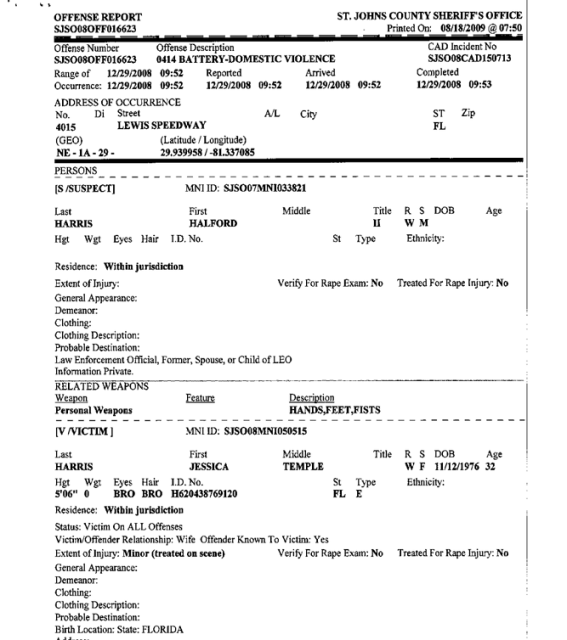 OFFENSE REPORT ST. JOHNS COUNTY SHERIFF'S OFFICE
SJSO08OFF016623 Printed On: 08/18/2009 @ 07:50
Offense Number Offense Description CAD Incident No
SJSO08OFF016623 0414 BATTERY-DOMESTIC VIOLENCE SJSO08CAD150713
Range of 12/29/2008 09:52 Reported Arrived Completed
Occurrence: 12/29/2008 09:52 12/29/2008 09:52 12/29/2008 09:52 12/29/2008 09:53
ADDRESS OF OCCURRENCE
No. Di Street A/L City ST Zip
4015 LEWIS SPEEDWAY FL
(GEO) (Latitude / Longitude)
NE - 1A - 29 - 29.939958 / -81.337085
PERSONS
[S /SUSPECT] MNI ID: SJSO07MNI033821
Last First Middle Title R S DOB Age
HARRIS HALFORD II W M
Hgt Wgt Eyes Hair I.D. No. St Type Ethnicity:
Residence: Within jurisdiction
Extent of Injury: Verify For Rape Exam: No Treated For Rape Injury: No
General Appearance:
Demeanor:
Clothing:
Clothing Description:
Probable Destination:
Law Enforcement Official, Former, Spouse, or Child of LEO
Information Private.
RELATED WEAPONS
Weapon Feature Description
Personal Weapons HANDS,FEET,FISTS
[V /VICTIM ] MNI ID: SJSO08MNI050515
Last First Middle Title R S DOB Age
HARRIS JESSICA TEMPLE W F 11/12/1976 32
Hgt Wgt Eyes Hair I.D. No. St Type Ethnicity:
5'06" 0 BRO BRO H620438769120 FL E
Residence: Within jurisdiction
Status: Victim On ALL Offenses
Victim/Offender Relationship: Wife Offender Known To Victim: Yes
Extent of Injury: Minor (treated on scene) Verify For Rape Exam: No Treated For Rape Injury: No
General Appearance:
Demeanor:
Clothing:
Clothing Description:
Probable Destination:
Birth Location: State: FLORIDA